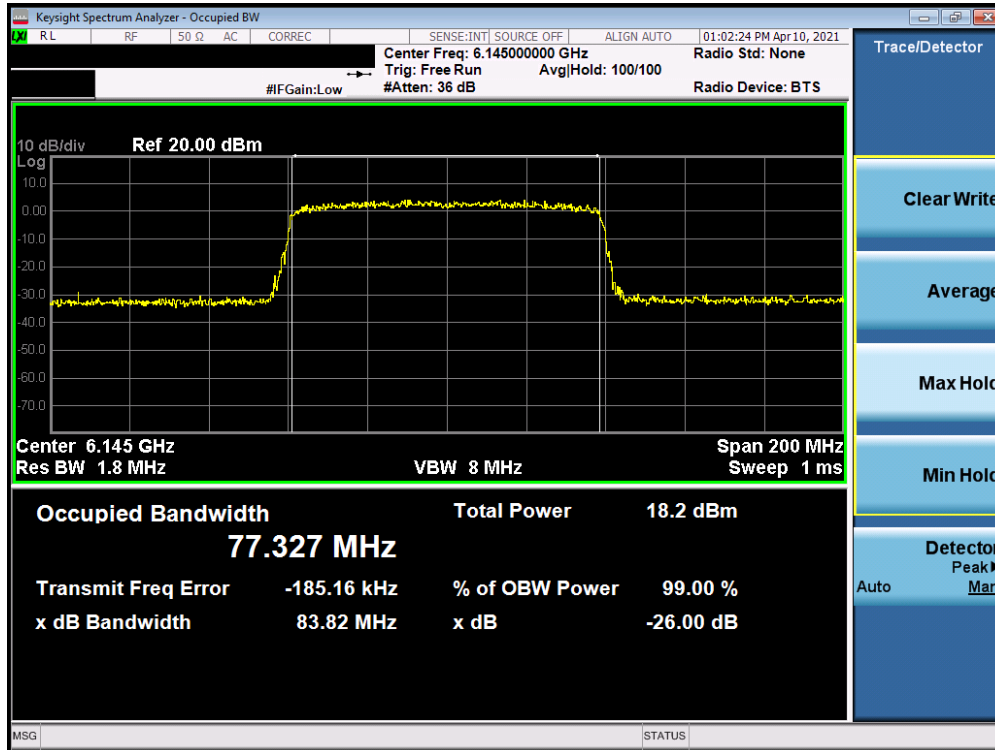 Keysight Spectrum Analyzer - Occupied BW
LXI RL RF 50 Ω AC CORREC SENSE:INT SOURCE OFF ALIGN AUTO 01:02:24 PM Apr 10, 2021
Center Freq: 6.145000000 GHz Radio Std: None
Trig: Free Run Avg|Hold: 100/100
#IFGain:Low #Atten: 36 dB Radio Device: BTS
Trace/Detector
10 dB/div Ref 20.00 dBm
Log
10.0
0.00
-10.0
-20.0
-30.0
-40.0
-50.0
-60.0
-70.0
Center 6.145 GHz Span 200 MHz
Res BW 1.8 MHz VBW 8 MHz Sweep 1 ms
Occupied Bandwidth Total Power 18.2 dBm
77.327 MHz
Transmit Freq Error -185.16 kHz % of OBW Power 99.00 %
x dB Bandwidth 83.82 MHz x dB -26.00 dB
Clear Write
Average
Max Hold
Min Hold
Detector
Peak
Auto Man
MSG STATUS